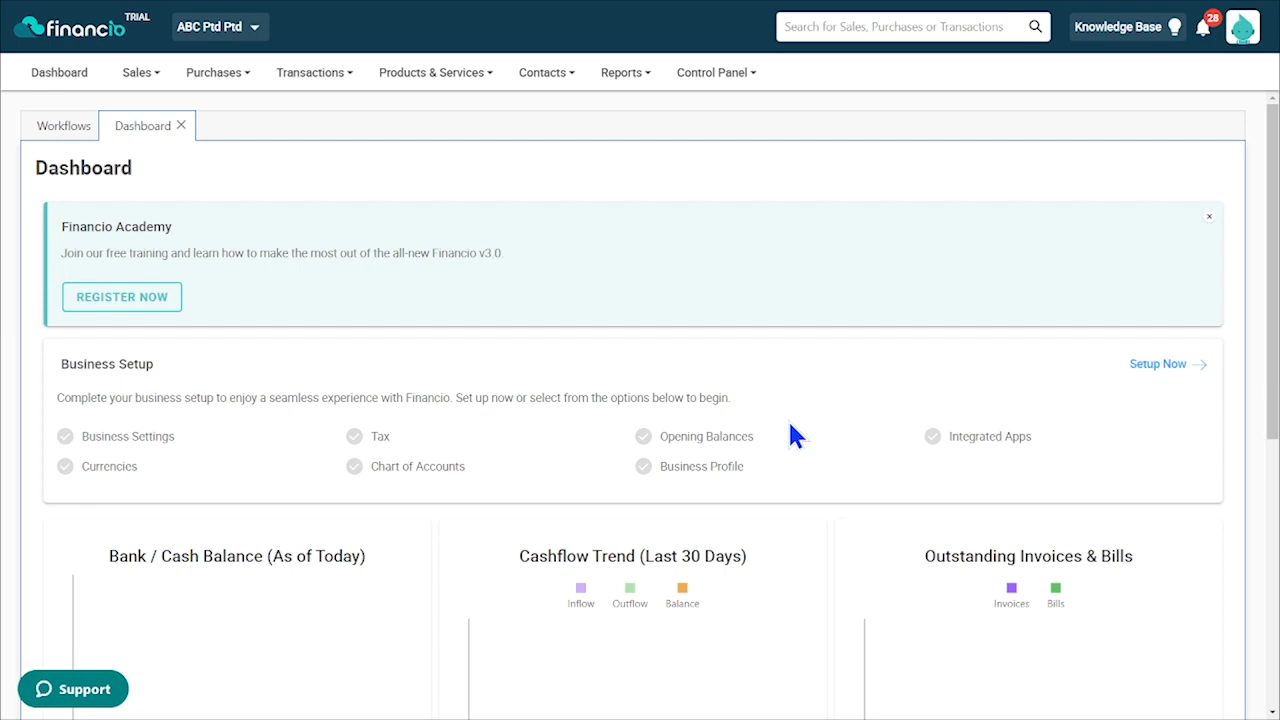 financio TRIAL
ABC Ptd Ptd
Search for Sales, Purchases or Transactions
Knowledge Base
28
Dashboard Sales Purchases Transactions Products & Services Contacts Reports Control Panel
Workflows Dashboard
Dashboard
Financio Academy
Join our free training and learn how to make the most out of the all-new Financio v3.0.
REGISTER NOW
Business Setup
Setup Now
Complete your business setup to enjoy a seamless experience with Financio. Set up now or select from the options below to begin.
Business Settings Tax Opening Balances Integrated Apps
Currencies Chart of Accounts Business Profile
Bank / Cash Balance (As of Today) Cashflow Trend (Last 30 Days) Outstanding Invoices & Bills
Inflow Outflow Balance Invoices Bills
Support